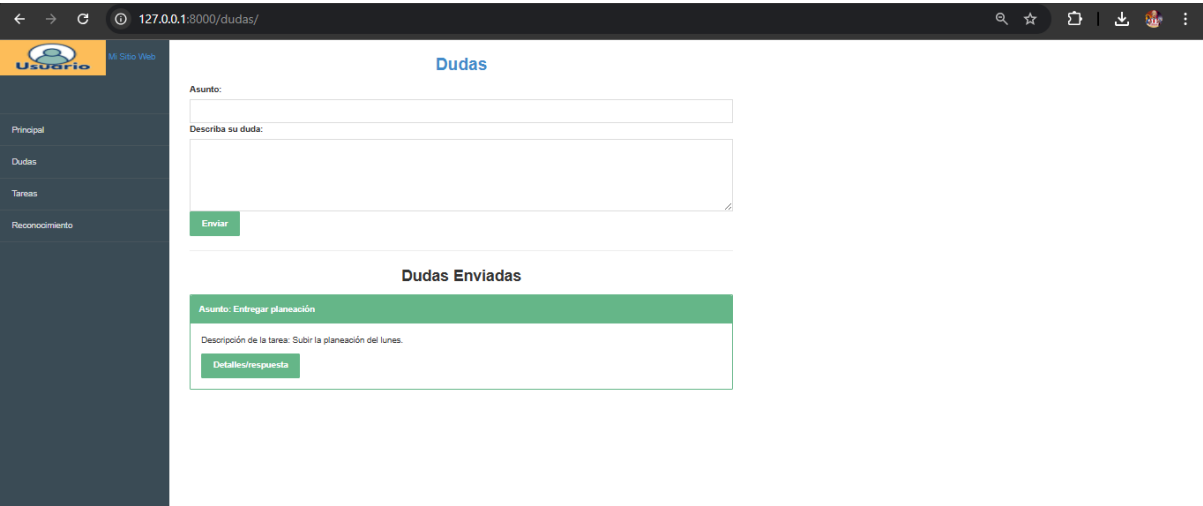 127.0.0.1:8000/dudas/
Usuario
Mi Sitio Web
Principal
Dudas
Tareas
Reconocimiento
Dudas
Asunto:
Describa su duda:
Enviar
Dudas Enviadas
Asunto: Entregar planeación
Descripción de la tarea: Subir la planeación del lunes.
Detalles/respuesta